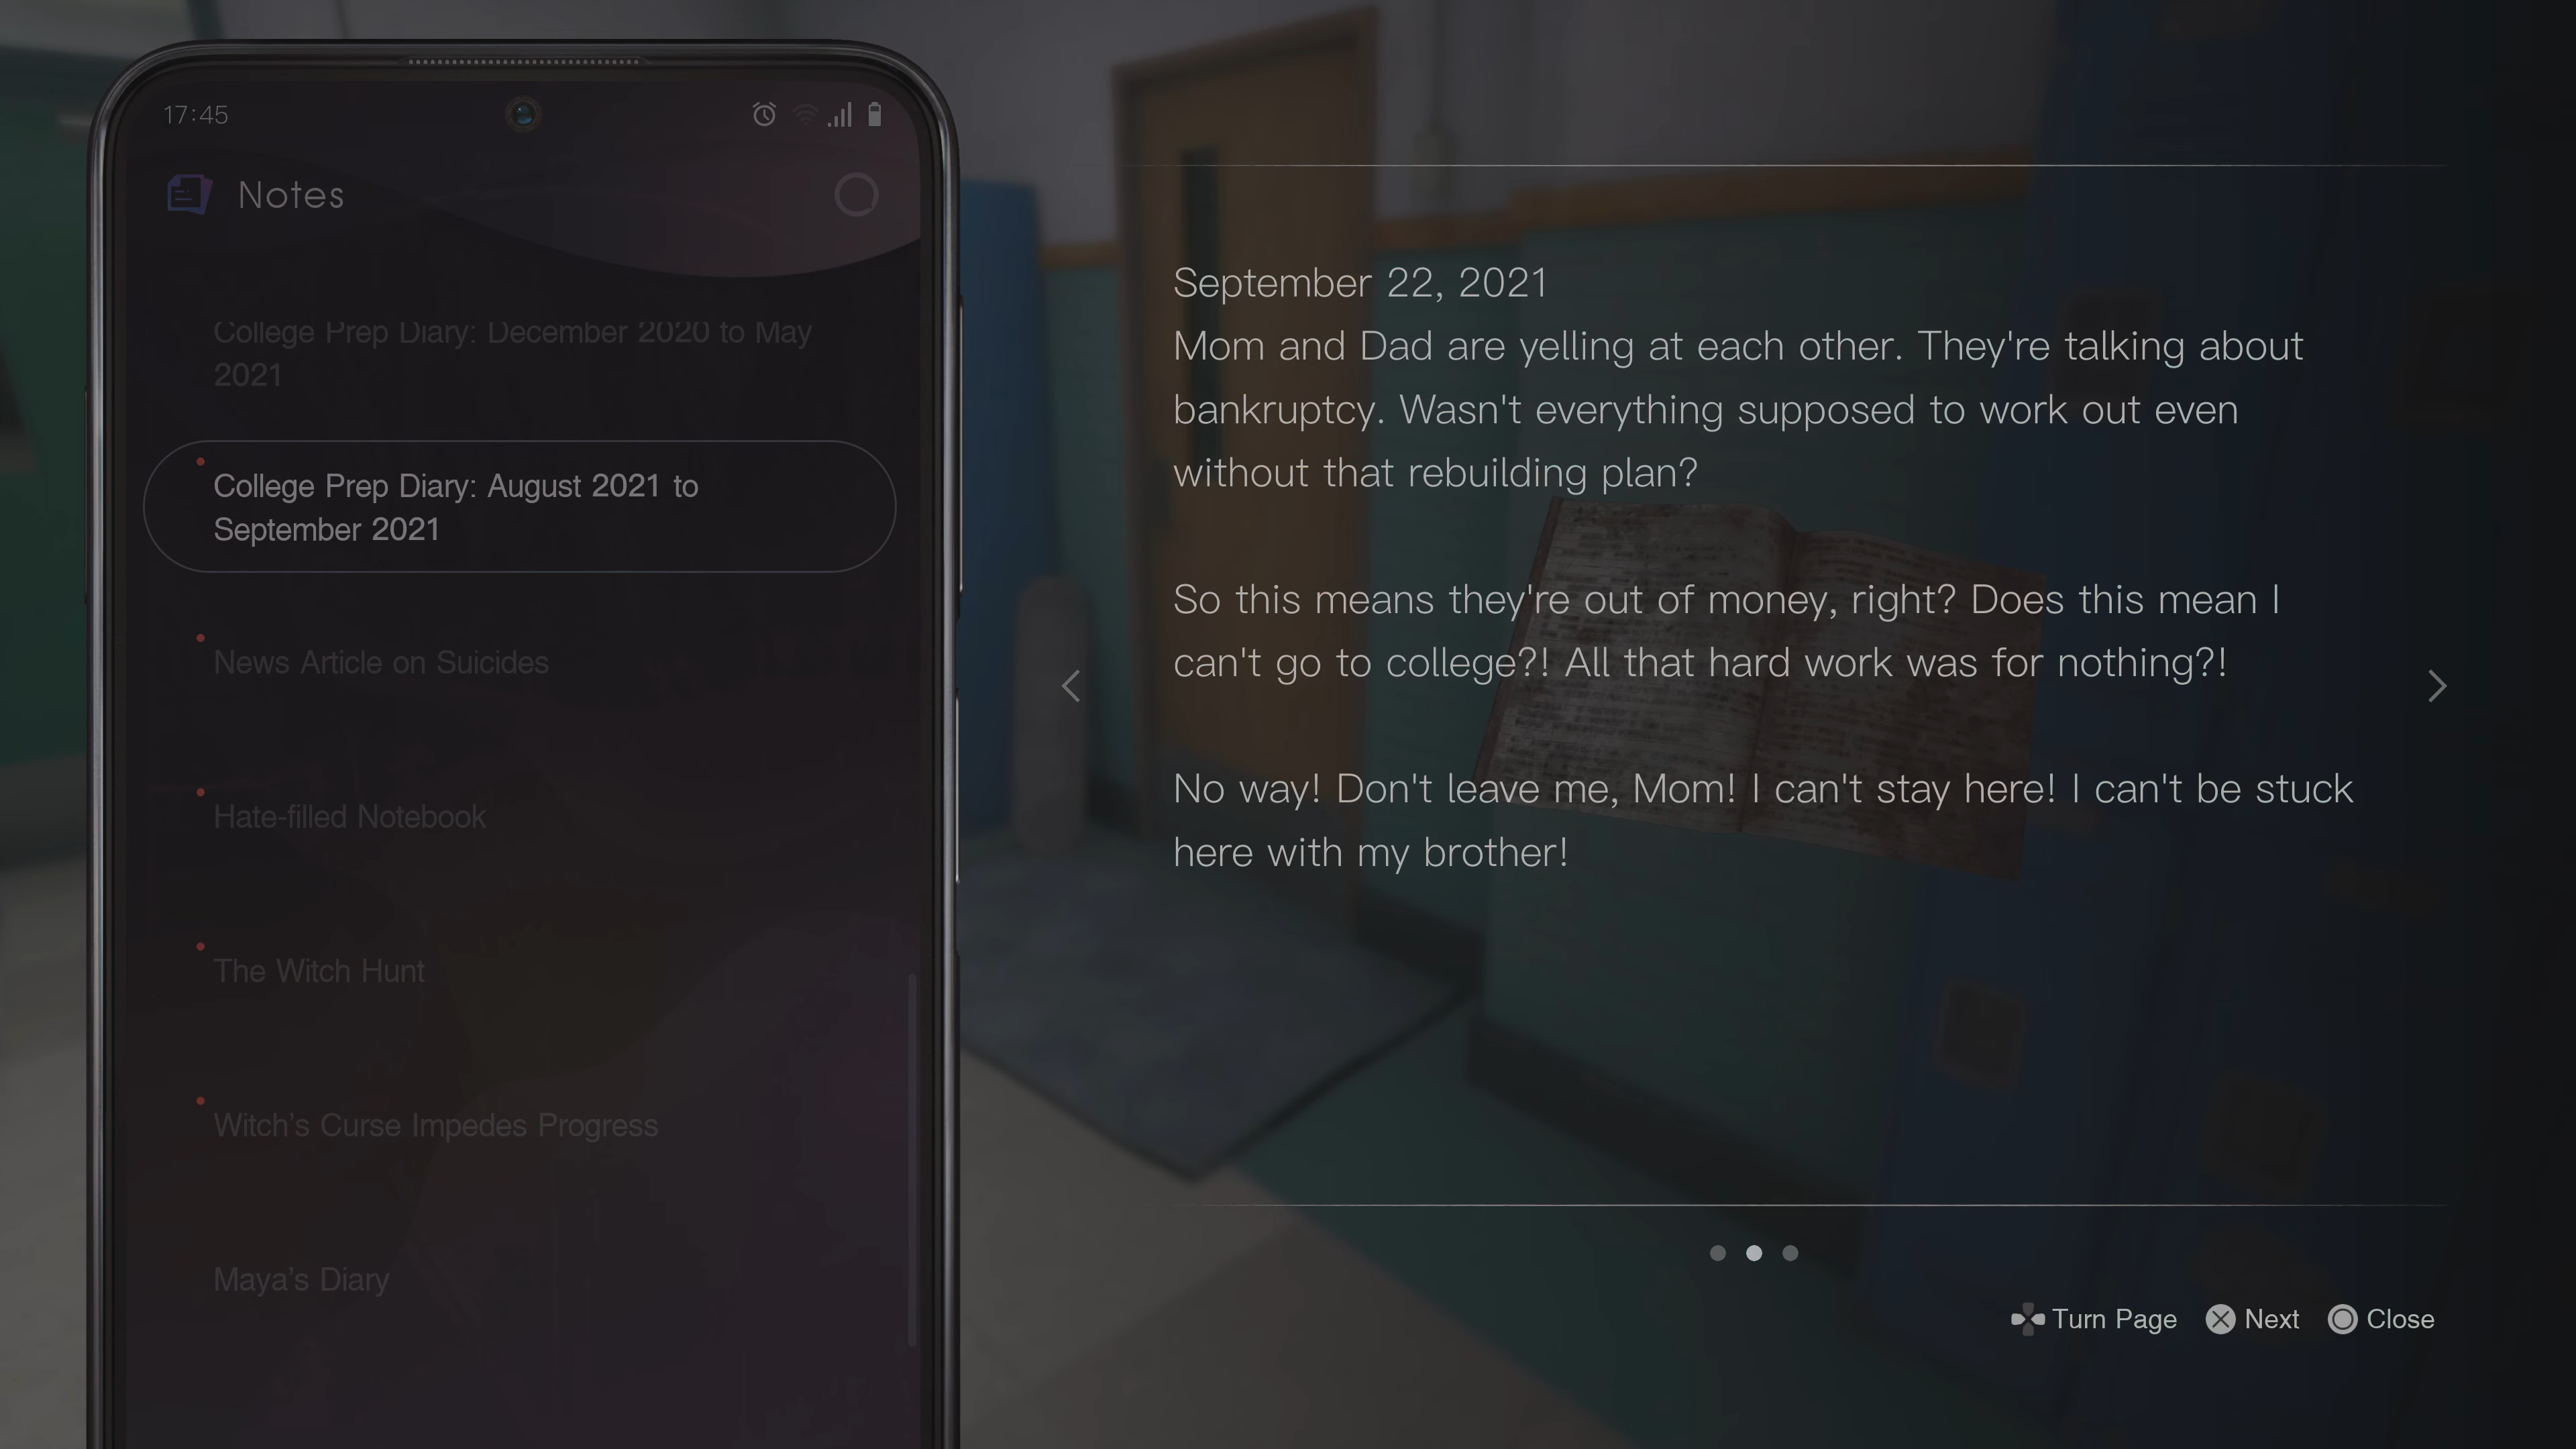 17:45
Notes
College Prep Diary: December 2020 to May
2021
College Prep Diary: August 2021 to
September 2021
News Article on Suicides
Hate-filled Notebook
The Witch Hunt
Witch's Curse Impedes Progress
Maya's Diary
September 22, 2021
Mom and Dad are yelling at each other. They're talking about
bankruptcy. Wasn't everything supposed to work out even
without that rebuilding plan?
So this means they're out of money, right? Does this mean I
can't go to college?! All that hard work was for nothing?!
No way! Don't leave me, Mom! I can't stay here! I can't be stuck
here with my brother!
Turn Page Next Close